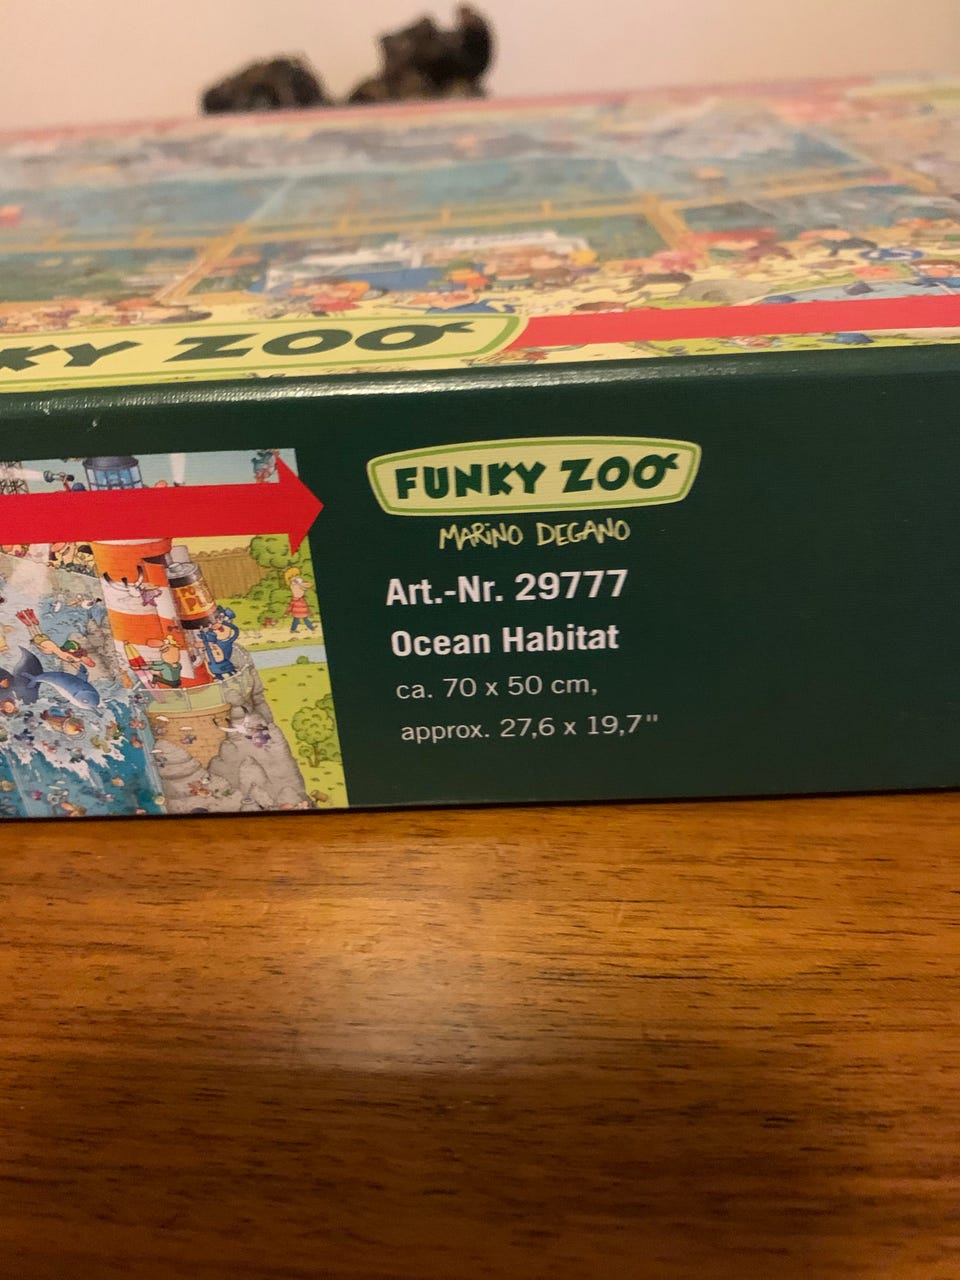 KY ZOO
FUNKY ZOO
MARINO DEGANO
Art.-Nr. 29777
Ocean Habitat
ca. 70 x 50 cm,
approx. 27,6 x 19,7"